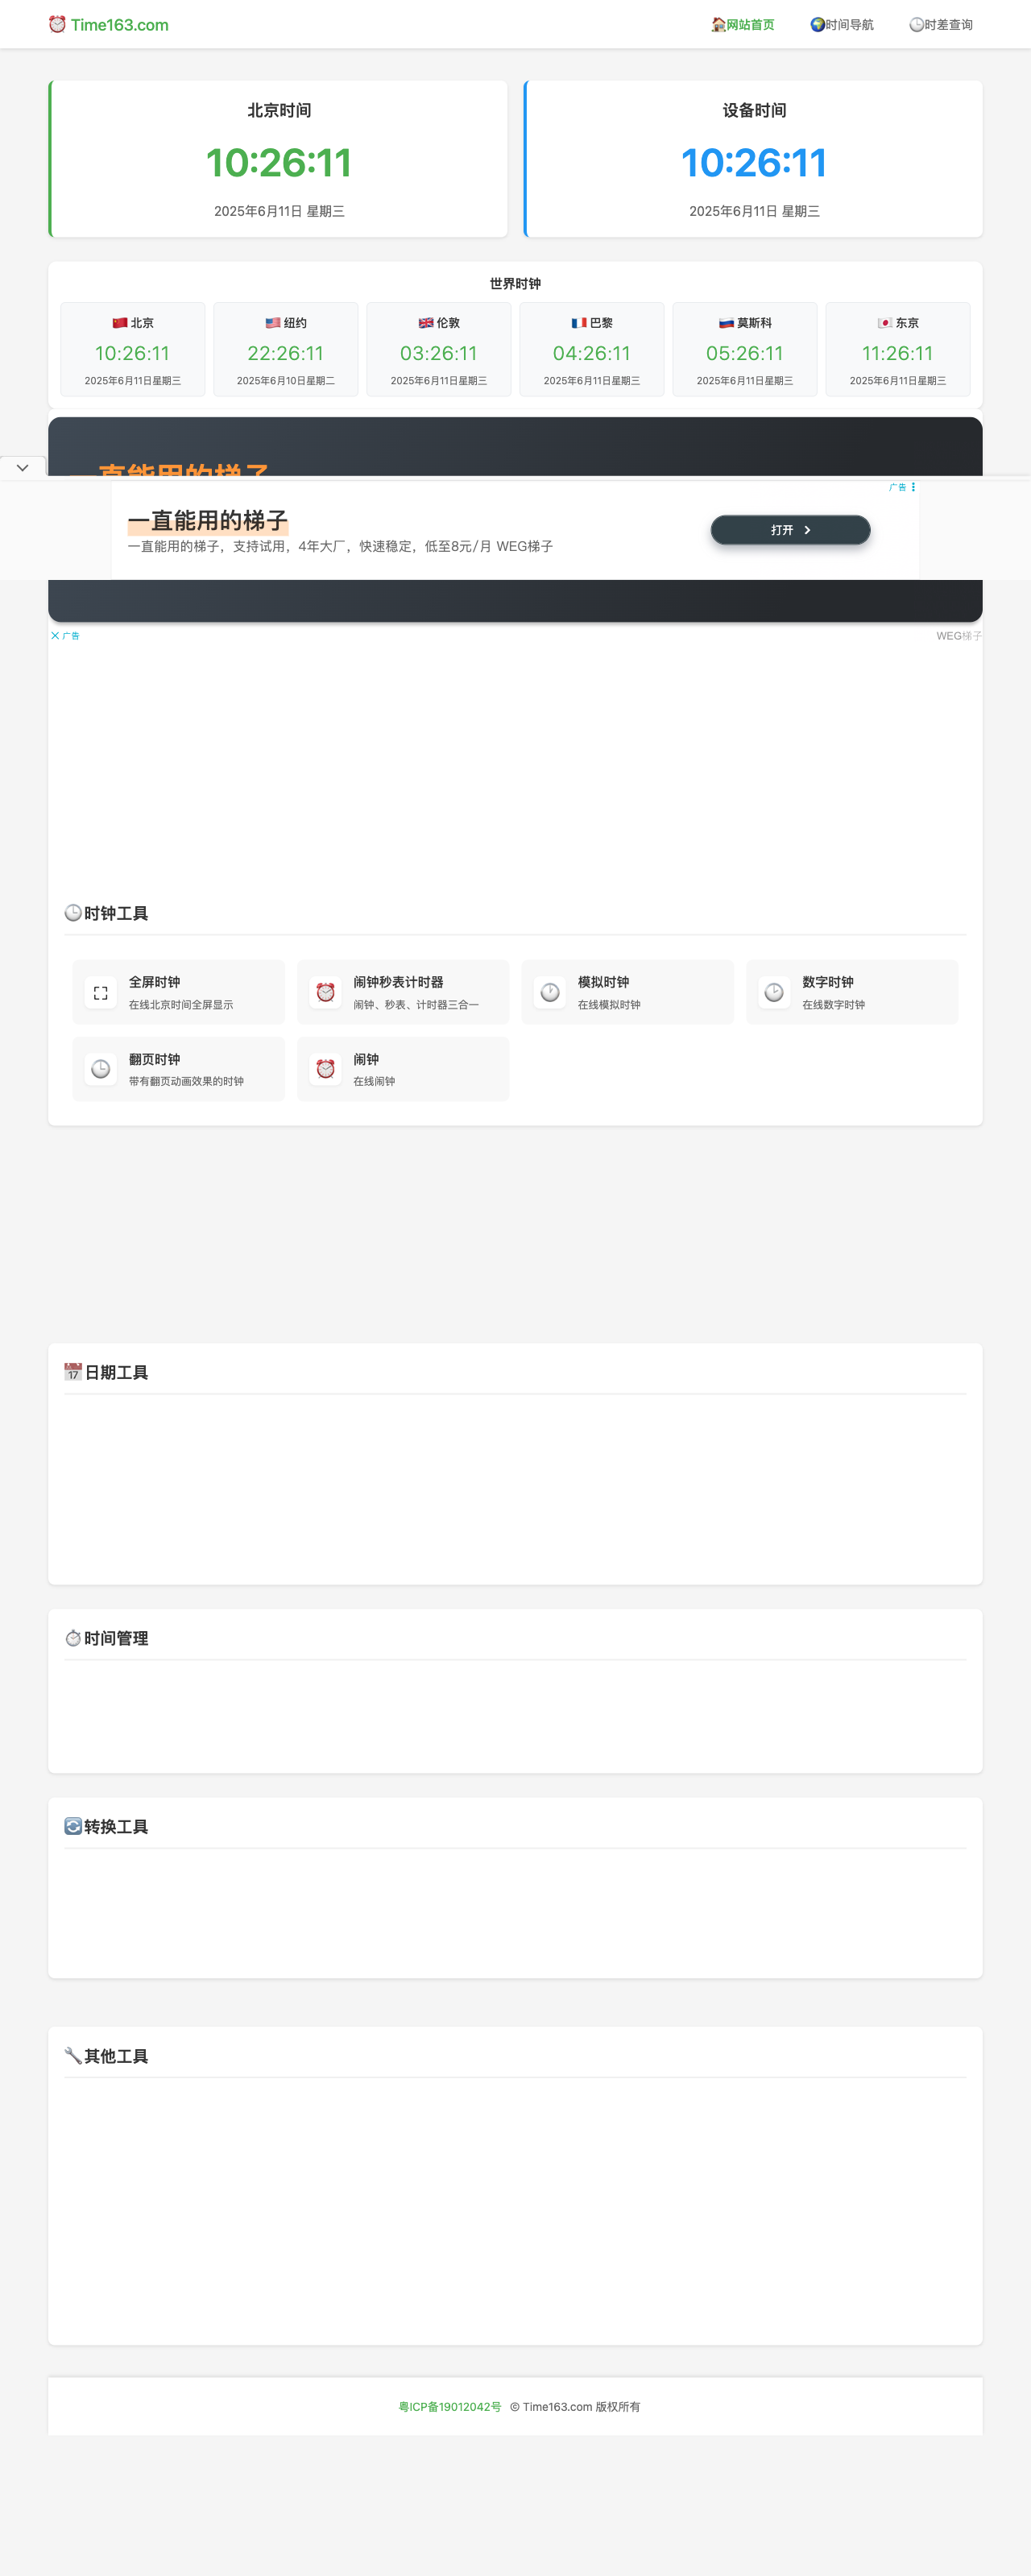 Time163.com
网站首页
时间导航
时差查询
北京时间
10:26:11
2025年6月11日 星期三
设备时间
10:26:11
2025年6月11日 星期三
世界时钟
北京
10:26:11
2025年6月11日星期三
纽约
22:26:11
2025年6月10日星期二
伦敦
03:26:11
2025年6月11日星期三
巴黎
04:26:11
2025年6月11日星期三
莫斯科
05:26:11
2025年6月11日星期三
东京
11:26:11
2025年6月11日星期三
直能用的梯子
广告
一直能用的梯子
一直能用的梯子，支持试用，4年大厂，快速稳定，低至8元/月 WEG梯子
打开
广告
WEG梯子
时钟工具
全屏时钟
在线北京时间全屏显示
闹钟秒表计时器
闹钟、秒表、计时器三合一
模拟时钟
在线模拟时钟
数字时钟
在线数字时钟
翻页时钟
带有翻页动画效果的时钟
闹钟
在线闹钟
日期工具
时间管理
转换工具
其他工具
粤ICP备19012042号 © Time163.com 版权所有